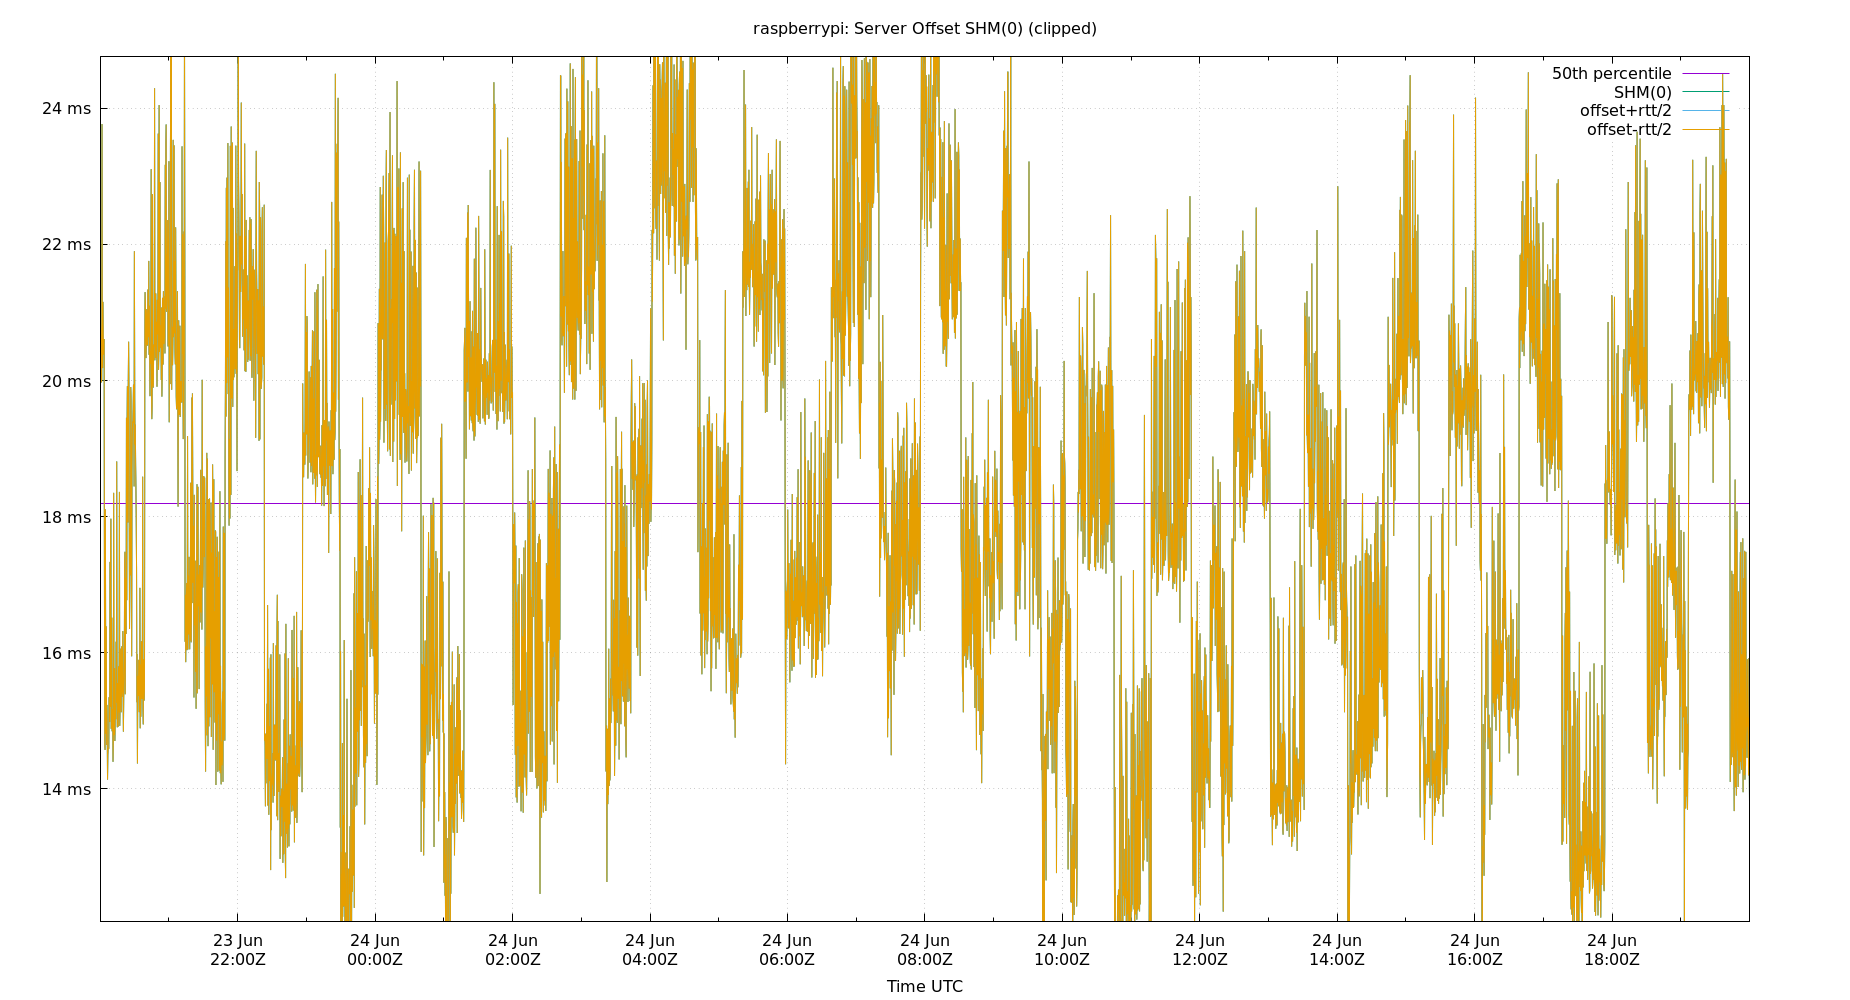 raspberrypi: Server Offset SHM(0) (clipped)
50th percentile
SHM(0)
offset+rtt/2
offset-rtt/2
24 ms
22 ms
20 ms
18 ms
16 ms
14 ms
23 Jun 24 Jun 24 Jun 24 Jun 24 Jun 24 Jun 24 Jun 24 Jun 24 Jun 24 Jun 24 Jun
22:00Z 00:00Z 02:00Z 04:00Z 06:00Z 08:00Z 10:00Z 12:00Z 14:00Z 16:00Z 18:00Z
Time UTC